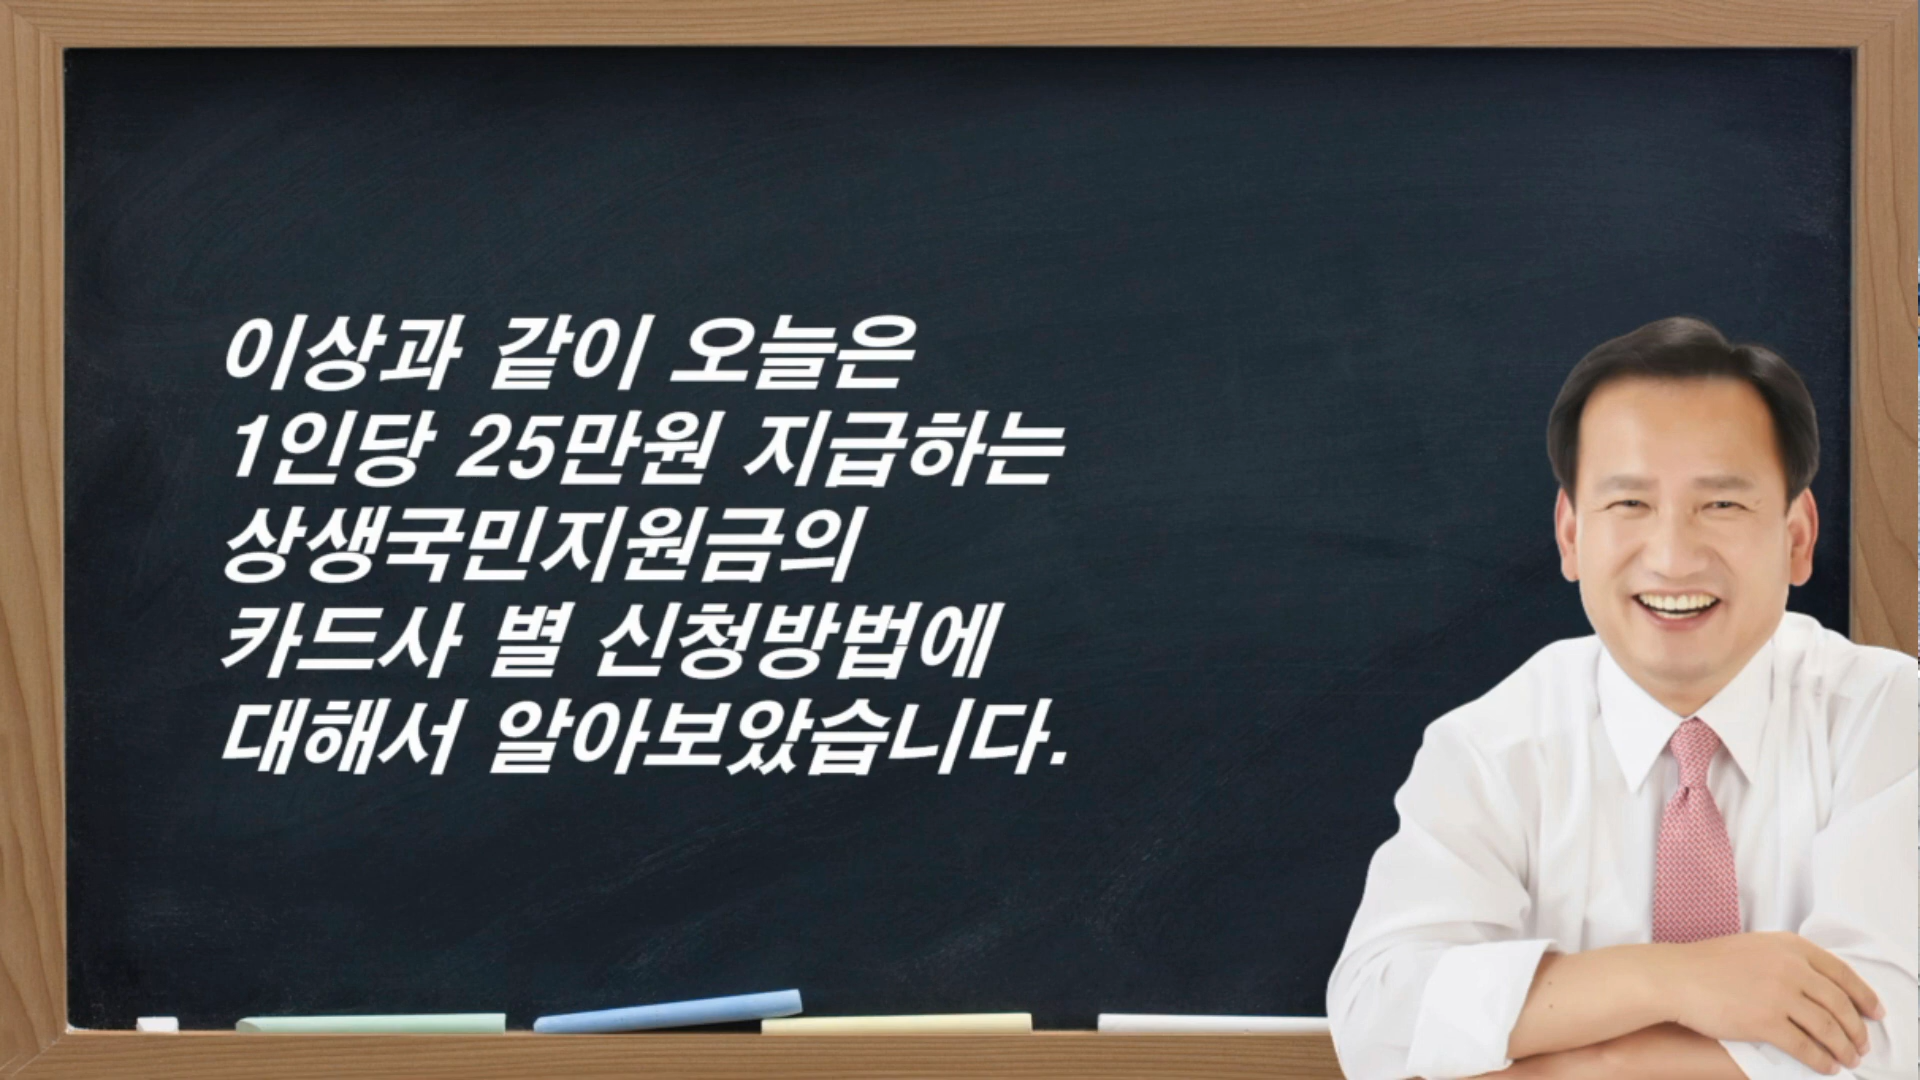 이상과 같이 오늘은
1인당 25만원 지급하는
상생국민지원금의
카드사 별 신청방법에
대해서 알아보았습니다.